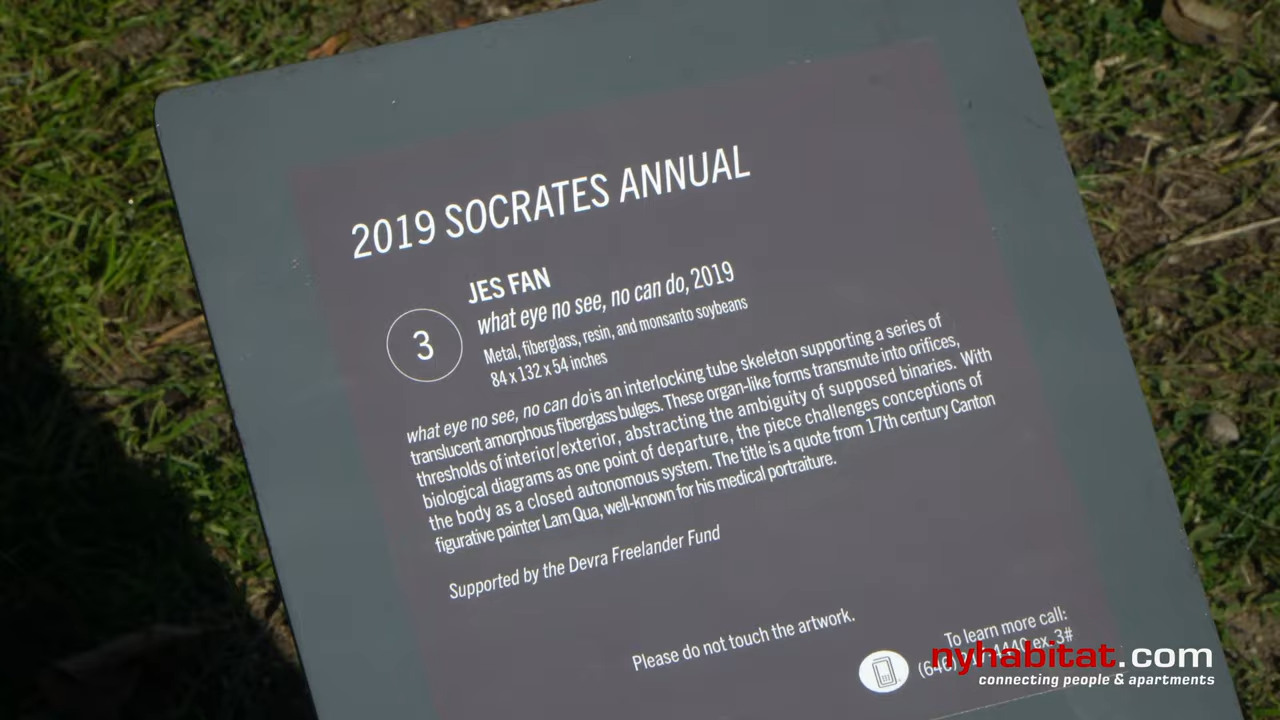 2019 SOCRATES ANNUAL
3
JES FAN
what eye no see, no can do, 2019
Metal, fiberglass, resin, and monsanto soybeans
84 x 132 x 54 inches
what eye no see, no can do is an interlocking tube skeleton supporting a series of
translucent amorphous fiberglass bulges. These organ-like forms transmute into orifices,
thresholds of interior/exterior, abstracting the ambiguity of supposed binaries. With
biological diagrams as one point of departure, the piece challenges conceptions of
the body as a closed autonomous system. The title is a quote from 17th century Canton
figurative painter Lam Qua, well-known for his medical portraiture.
Supported by the Devra Freelander Fund
Please do not touch the artwork.
To learn more call:
ex. 3#
nyhabitat.com
connecting people & apartments